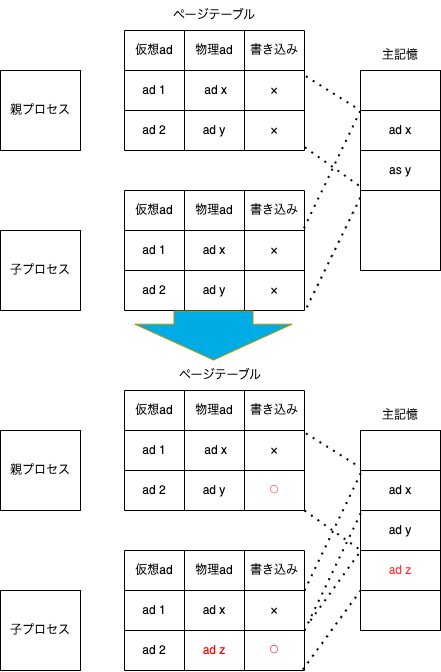 ページテーブル
仮想ad 物理ad 書き込み
主記憶
親プロセス
ad 1 ad x ×
ad 2 ad y ×
ad x
as y
仮想ad 物理ad 書き込み
子プロセス
ad 1 ad x ×
ad 2 ad y ×
ページテーブル
仮想ad 物理ad 書き込み
主記憶
親プロセス
ad 1 ad x ×
ad 2 ad y ○
ad x
ad y
ad z
仮想ad 物理ad 書き込み
子プロセス
ad 1 ad x ×
ad 2 ad z ○